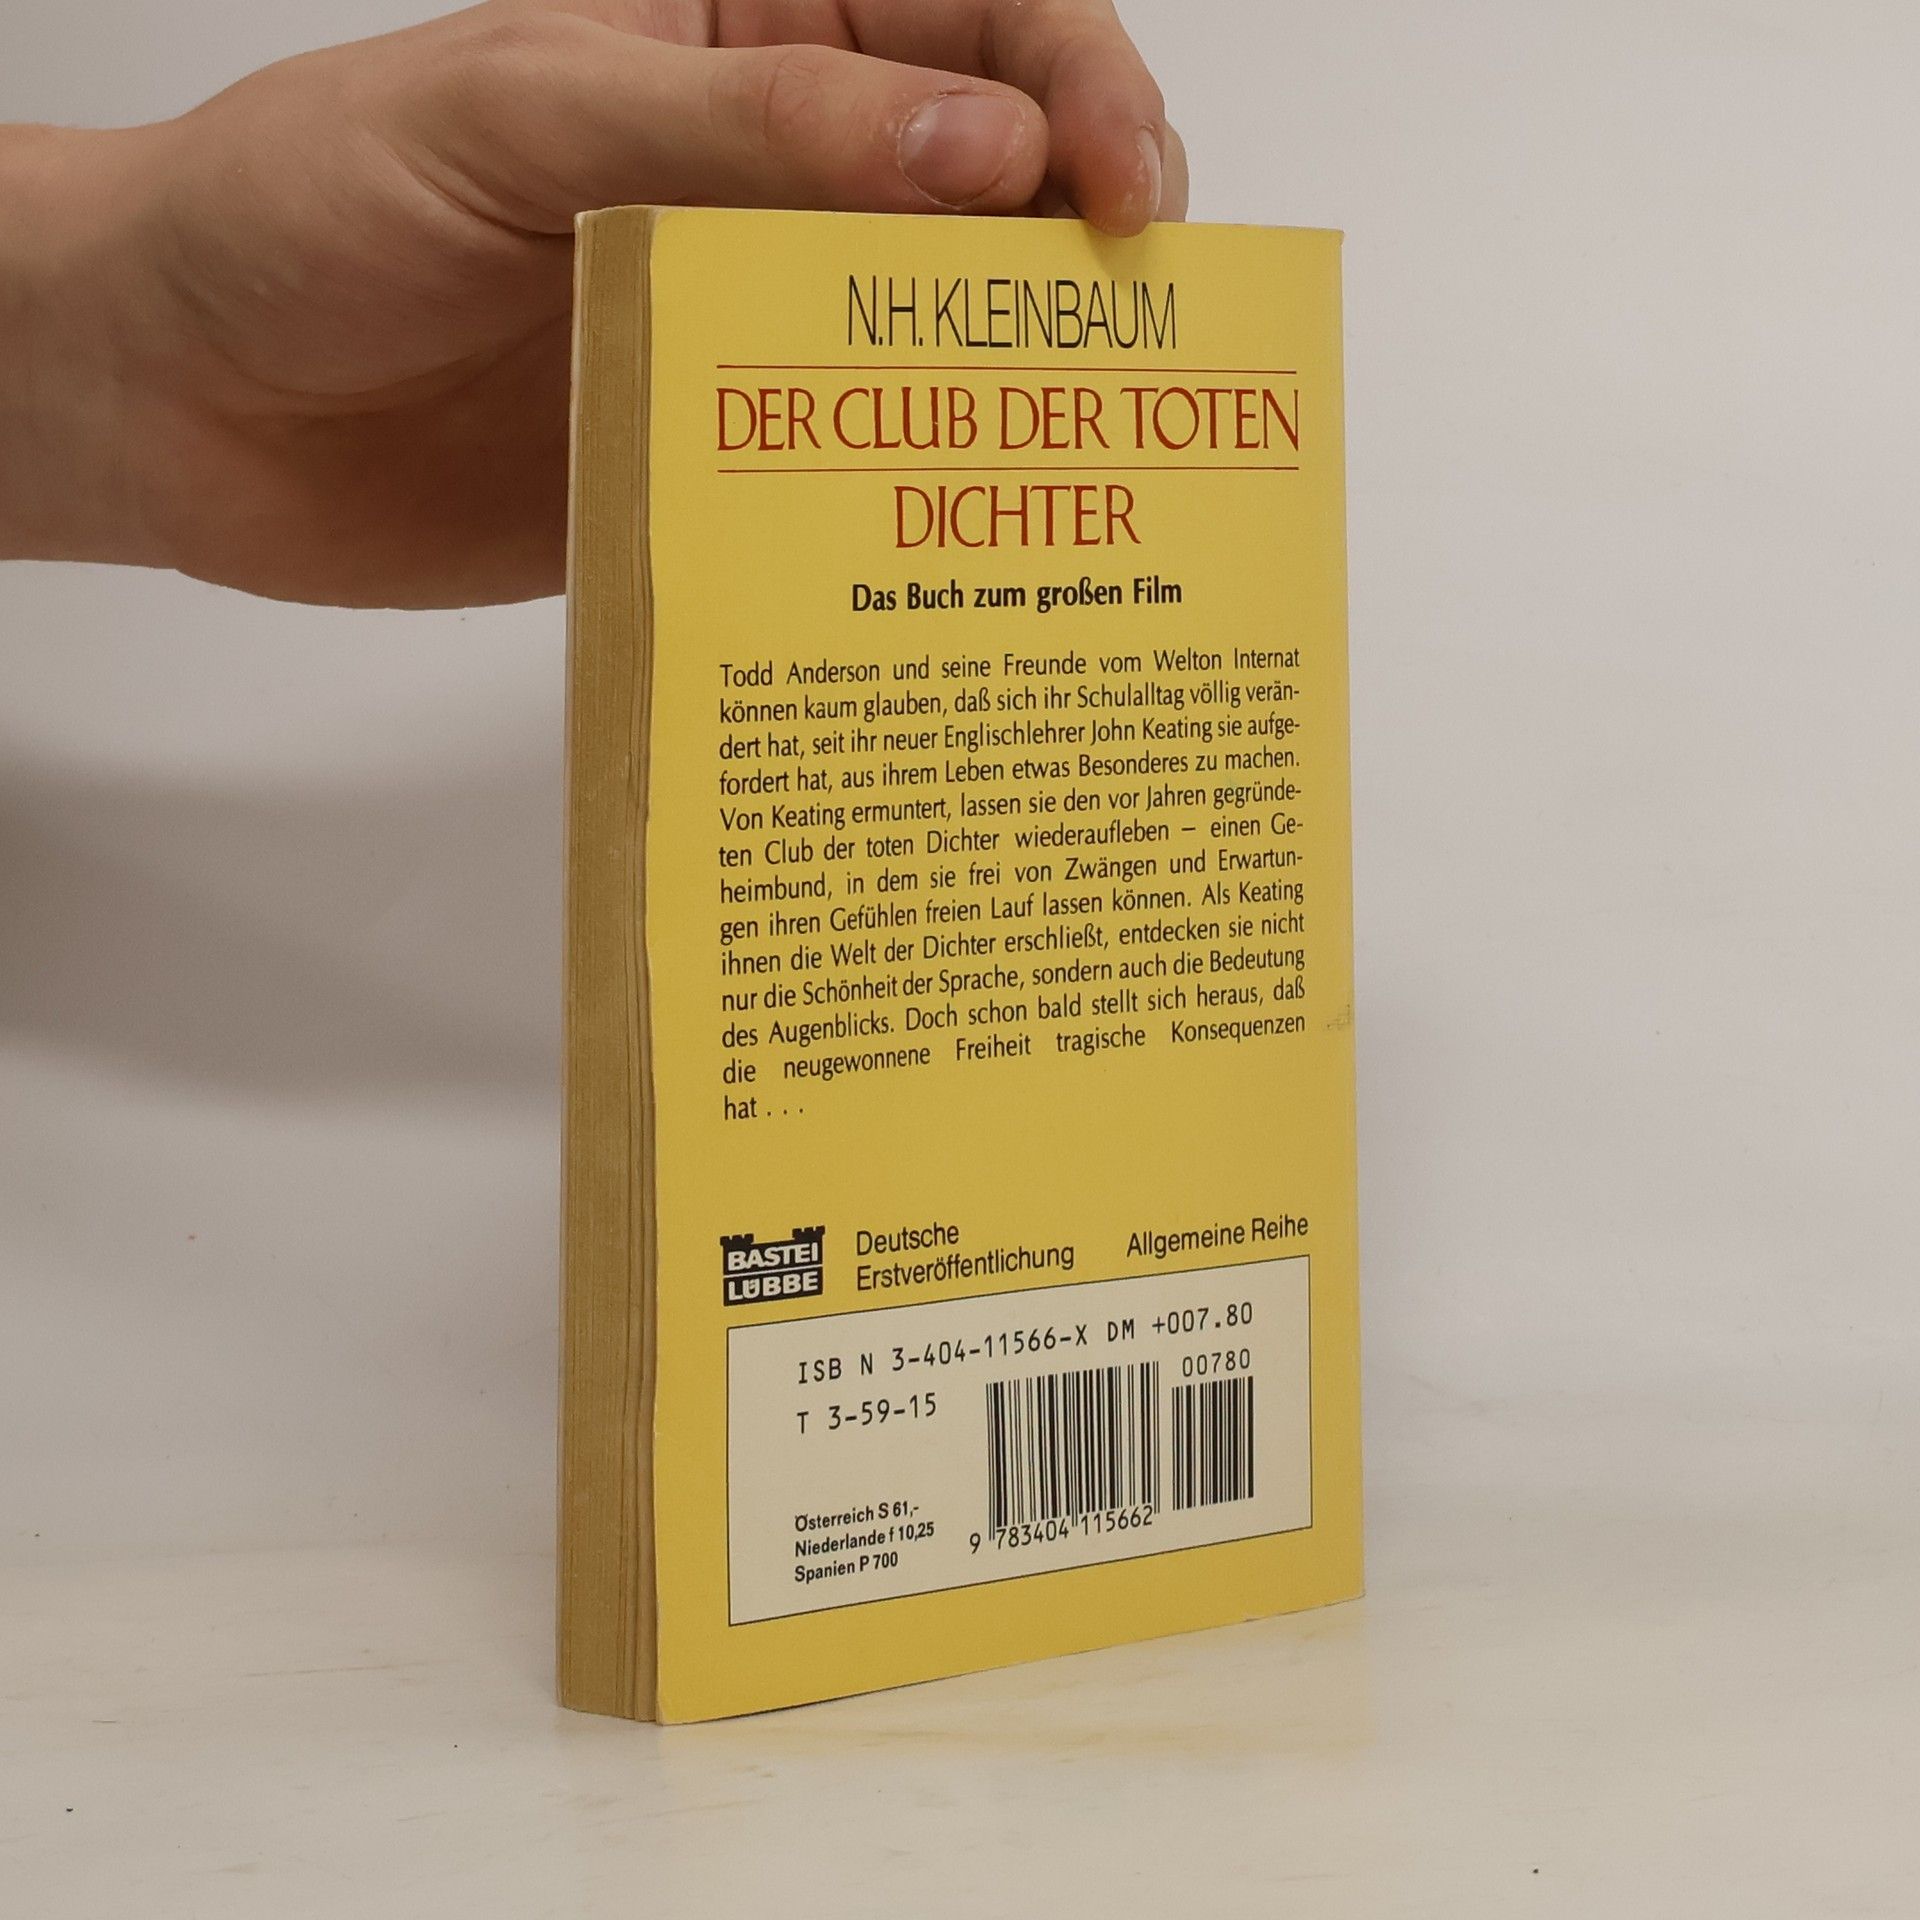 N.H. KLEINBAUM
DER CLUB DER TOTEN
DICHTER
Das Buch zum großen Film
Todd Anderson und seine Freunde vom Welton Internat
können kaum glauben, daß sich ihr Schulalltag völlig verän-
dert hat, seit ihr neuer Englischlehrer John Keating sie aufge-
fordert hat, aus ihrem Leben etwas Besonderes zu machen.
Von Keating ermuntert, lassen sie den vor Jahren gegründe-
ten Club der toten Dichter wiederaufleben – einen Ge-
heimbund, in dem sie frei von Zwängen und Erwartun-
gen ihren Gefühlen freien Lauf lassen können. Als Keating
ihnen die Welt der Dichter erschließt, entdecken sie nicht
nur die Schönheit der Sprache, sondern auch die Bedeutung
des Augenblicks. Doch schon bald stellt sich heraus, daß
die neugewonnene Freiheit tragische Konsequenzen
hat . . .
BASTEI
LÜBBE
Deutsche
Erstveröffentlichung
Allgemeine Reihe
ISB N 3-404-11566-X DM +007.80
T 3-59-15
00780
Österreich S 61,-
Niederlande f 10,25
Spanien P 700
9 783404 115662